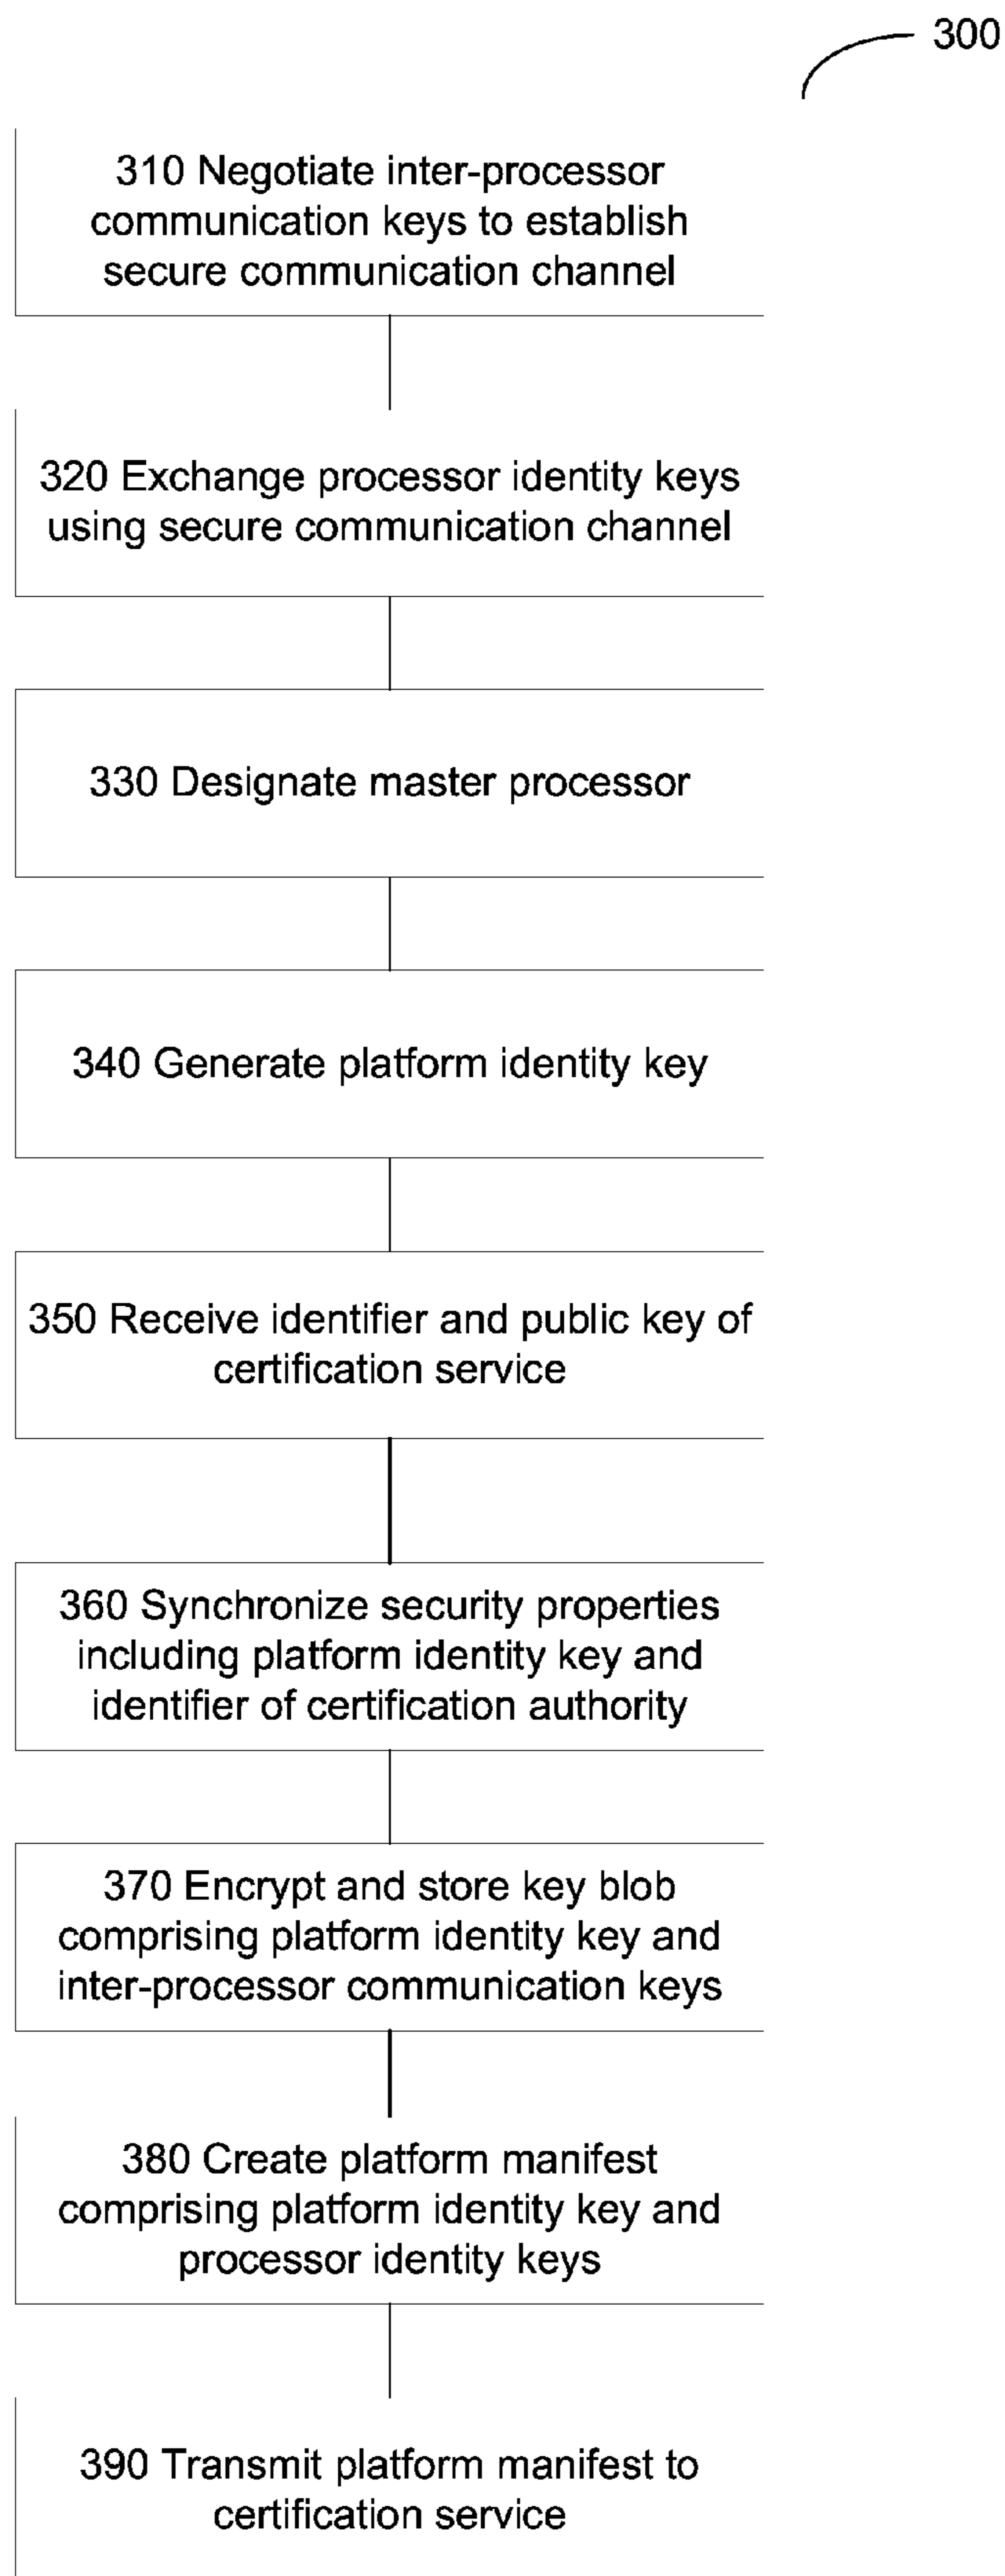 300
310 Negotiate inter-processor
communication keys to establish
secure communication channel
320 Exchange processor identity keys
using secure communication channel
330 Designate master processor
340 Generate platform identity key
350 Receive identifier and public key of
certification service
360 Synchronize security properties
including platform identity key and
identifier of certification authority
370 Encrypt and store key blob
comprising platform identity key and
inter-processor communication keys
380 Create platform manifest
comprising platform identity key and
processor identity keys
390 Transmit platform manifest to
certification service